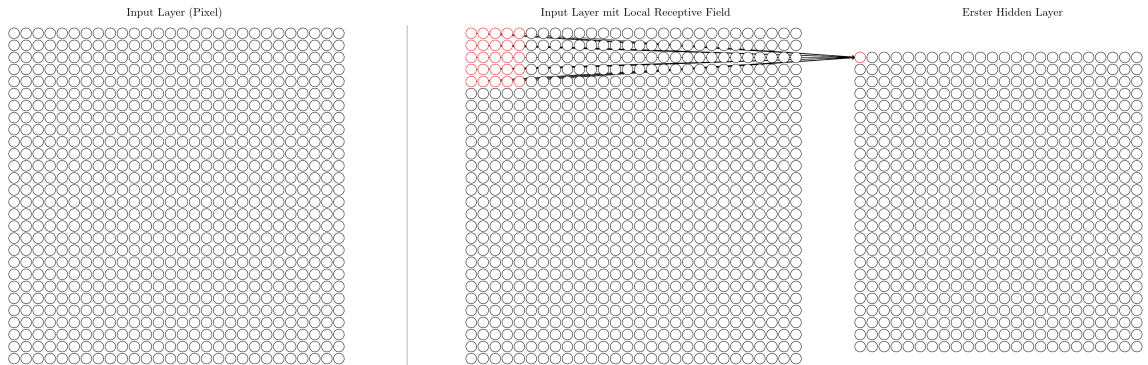 Input Layer (Pixel)
Input Layer mit Local Receptive Field
Erster Hidden Layer